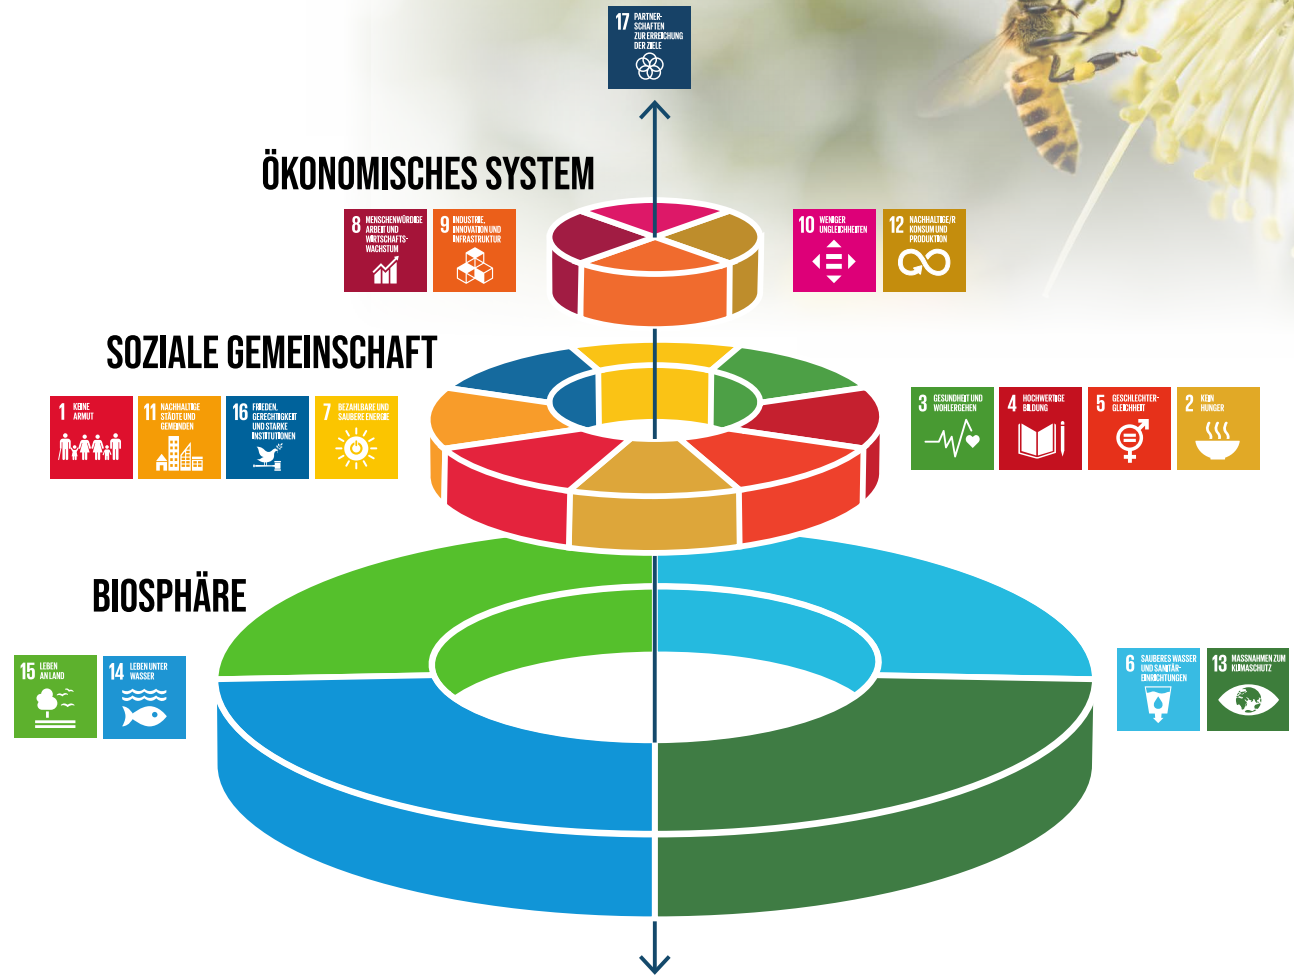 17 PARTNER-
SCHAFTEN
ZUR ERREICHUNG
DER ZIELE
ÖKONOMISCHES SYSTEM
8 MENSCHENWÜRDIGE
ARBEIT UND
WIRTSCHAFTS-
WACHSTUM
9 INDUSTRIE,
INNOVATION UND
INFRASTRUKTUR
10 WENIGER
UNGLEICHHEITEN
12 NACHHALTIGE/R
KONSUM UND
PRODUKTION
SOZIALE GEMEINSCHAFT
1 KEINE
ARMUT
11 NACHHALTIGE
STÄDTE UND
GEMEINDEN
16 FRIEDEN,
GERECHTIGKEIT
UND STARKE
INSTITUTIONEN
7 BEZAHLBARE UND
SAUBERE ENERGIE
3 GESUNDHEIT UND
WOHLERGEHEN
4 HOCHWERTIGE
BILDUNG
5 GESCHLECHTER-
GLEICHHEIT
2 KEIN
HUNGER
BIOSPHÄRE
15 LEBEN
AN LAND
14 LEBEN UNTER
WASSER
6 SAUBERES WASSER
UND SANITÄR-
EINRICHTUNGEN
13 MASSNAHMEN ZUM
KLIMASCHUTZ